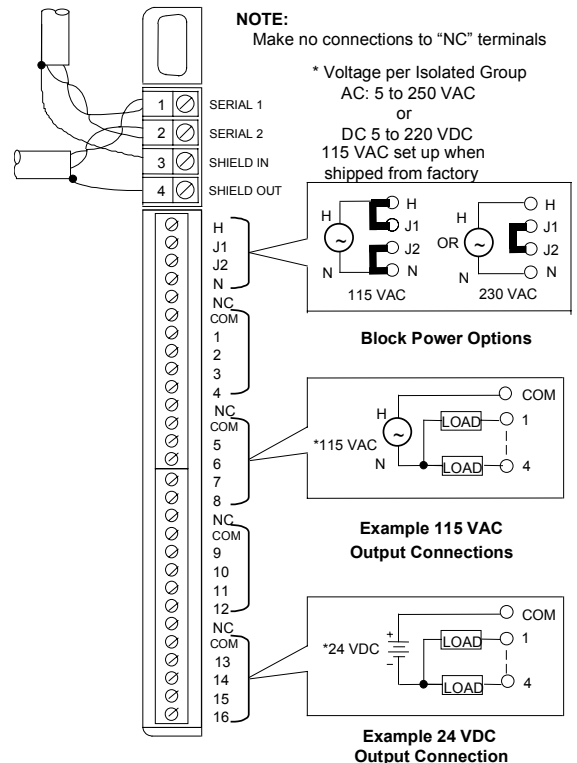 NOTE:
Make no connections to “NC” terminals
* Voltage per Isolated Group
AC: 5 to 250 VAC
or
DC 5 to 220 VDC
115 VAC set up when
shipped from factory
1 SERIAL 1
2 SERIAL 2
3 SHIELD IN
4 SHIELD OUT
H
J1
J2
N
NC
COM
1
2
3
4
NC
COM
5
6
7
8
NC
COM
9
10
11
12
NC
COM
13
14
15
16
H
N
~
H
J1
J2
N
115 VAC
OR
H
N
~
H
J1
J2
N
230 VAC
Block Power Options
COM
H
~
LOAD 1
*115 VAC
N
LOAD 4
Example 115 VAC
Output Connections
COM
+
*24 VDC
–
LOAD 1
LOAD 4
Example 24 VDC
Output Connection